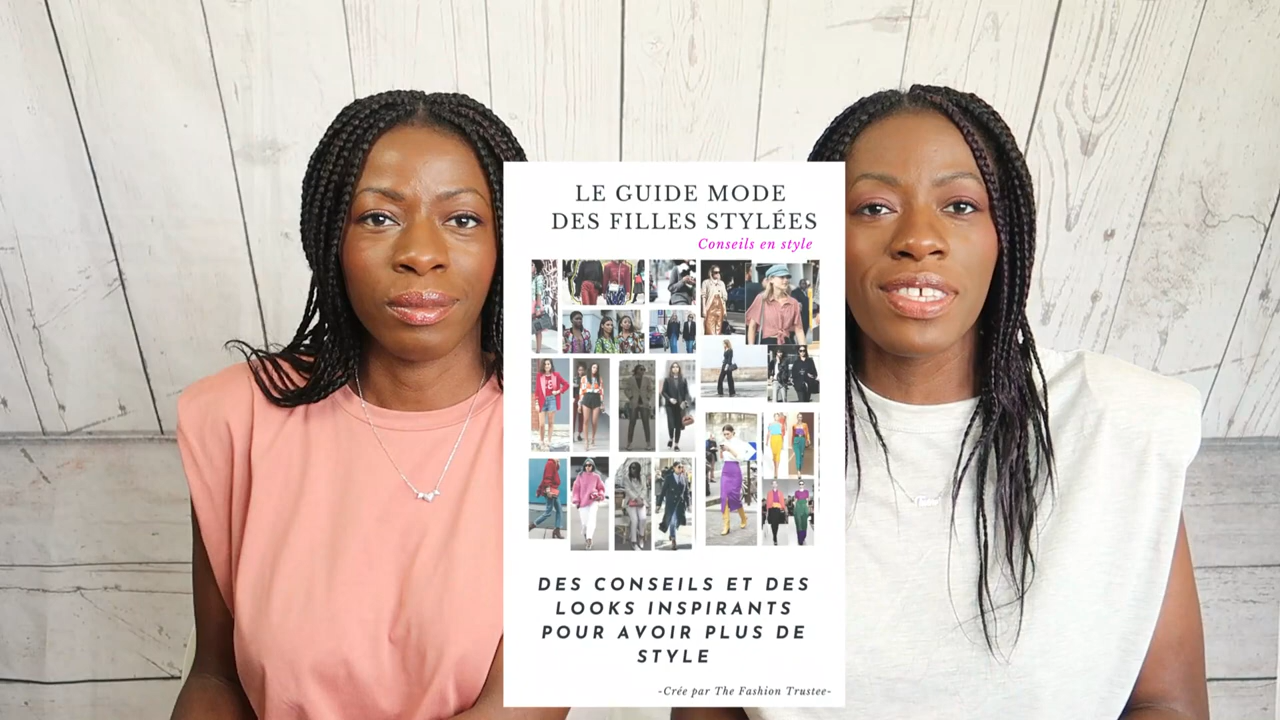 LE GUIDE MODE
DES FILLES STYLÉES
Conseils en style
DES CONSEILS ET DES
LOOKS INSPIRANTS
POUR AVOIR PLUS DE
STYLE
-Crée par The Fashion Trustee-